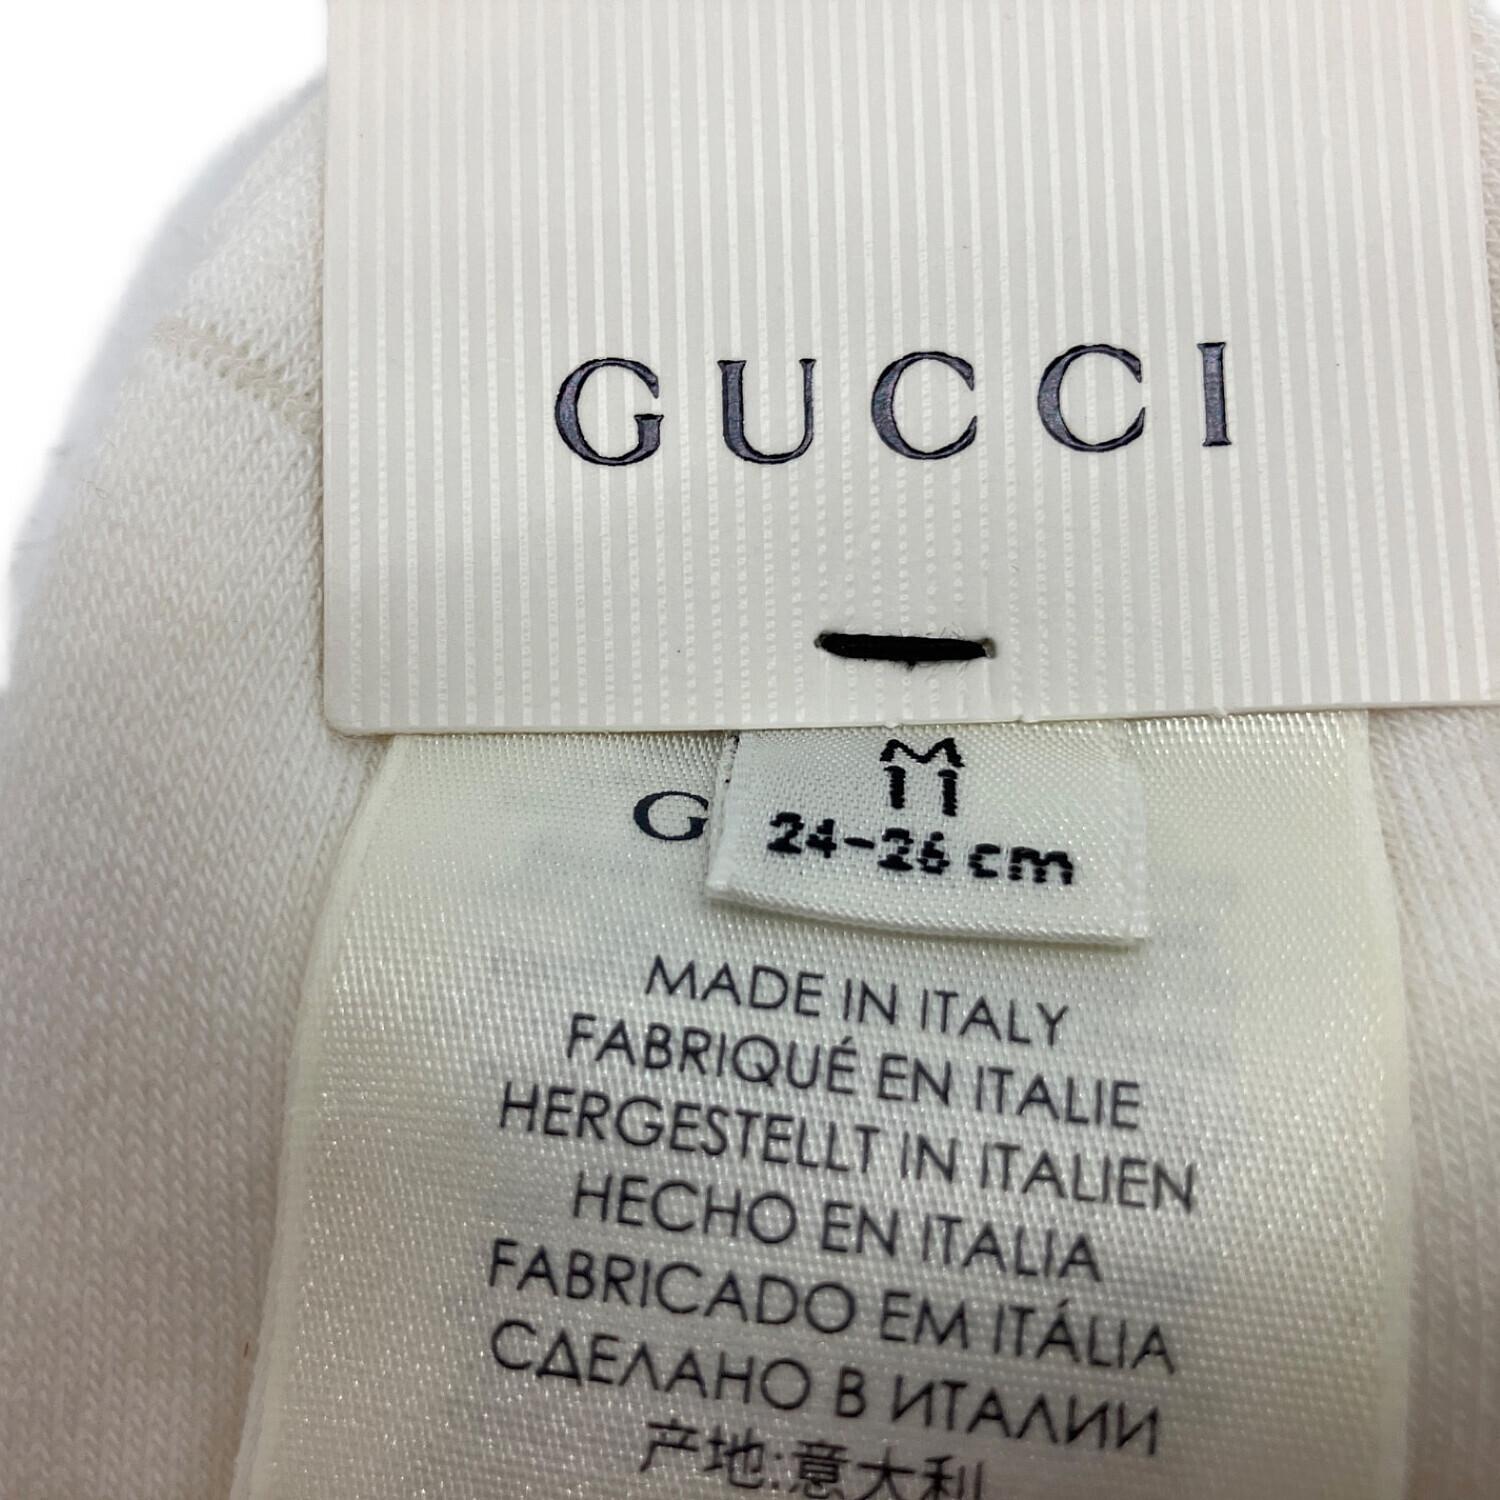 GUCCI
M
11
24-26 cm
G
MADE IN ITALY
FABRIQUÉ EN ITALIE
HERGESTELLT IN ITALIEN
HECHO EN ITALIA
FABRICADO EM ITÁLIA
СДЕЛАНО В ИТАЛИИ
产地:意大利